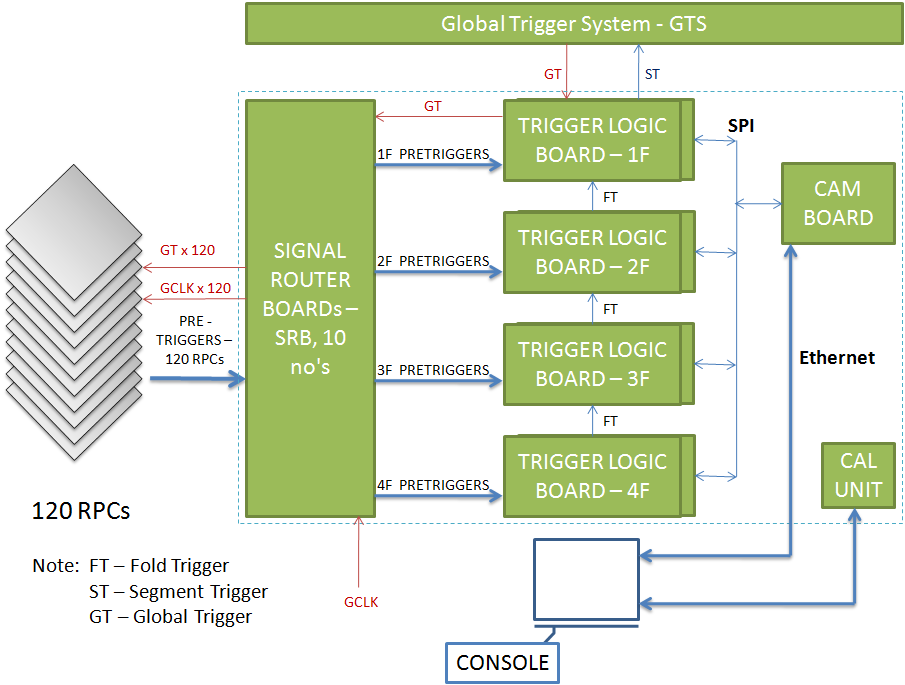 Global Trigger System - GTS
GT
ST
GT
TRIGGER LOGIC
BOARD – 1F
SPI
1F PRETRIGGERS
CAM
BOARD
FT
TRIGGER LOGIC
BOARD – 2F
SIGNAL
ROUTER
BOARDs –
SRB, 10
no's
GT x 120
2F PRETRIGGERS
GCLK x 120
FT
PRE -
TRIGGERS –
120 RPCs
TRIGGER LOGIC
BOARD – 3F
Ethernet
3F PRETRIGGERS
FT
TRIGGER LOGIC
BOARD – 4F
CAL
UNIT
4F PRETRIGGERS
120 RPCs
Note: FT – Fold Trigger
ST – Segment Trigger
GT – Global Trigger
GCLK
CONSOLE